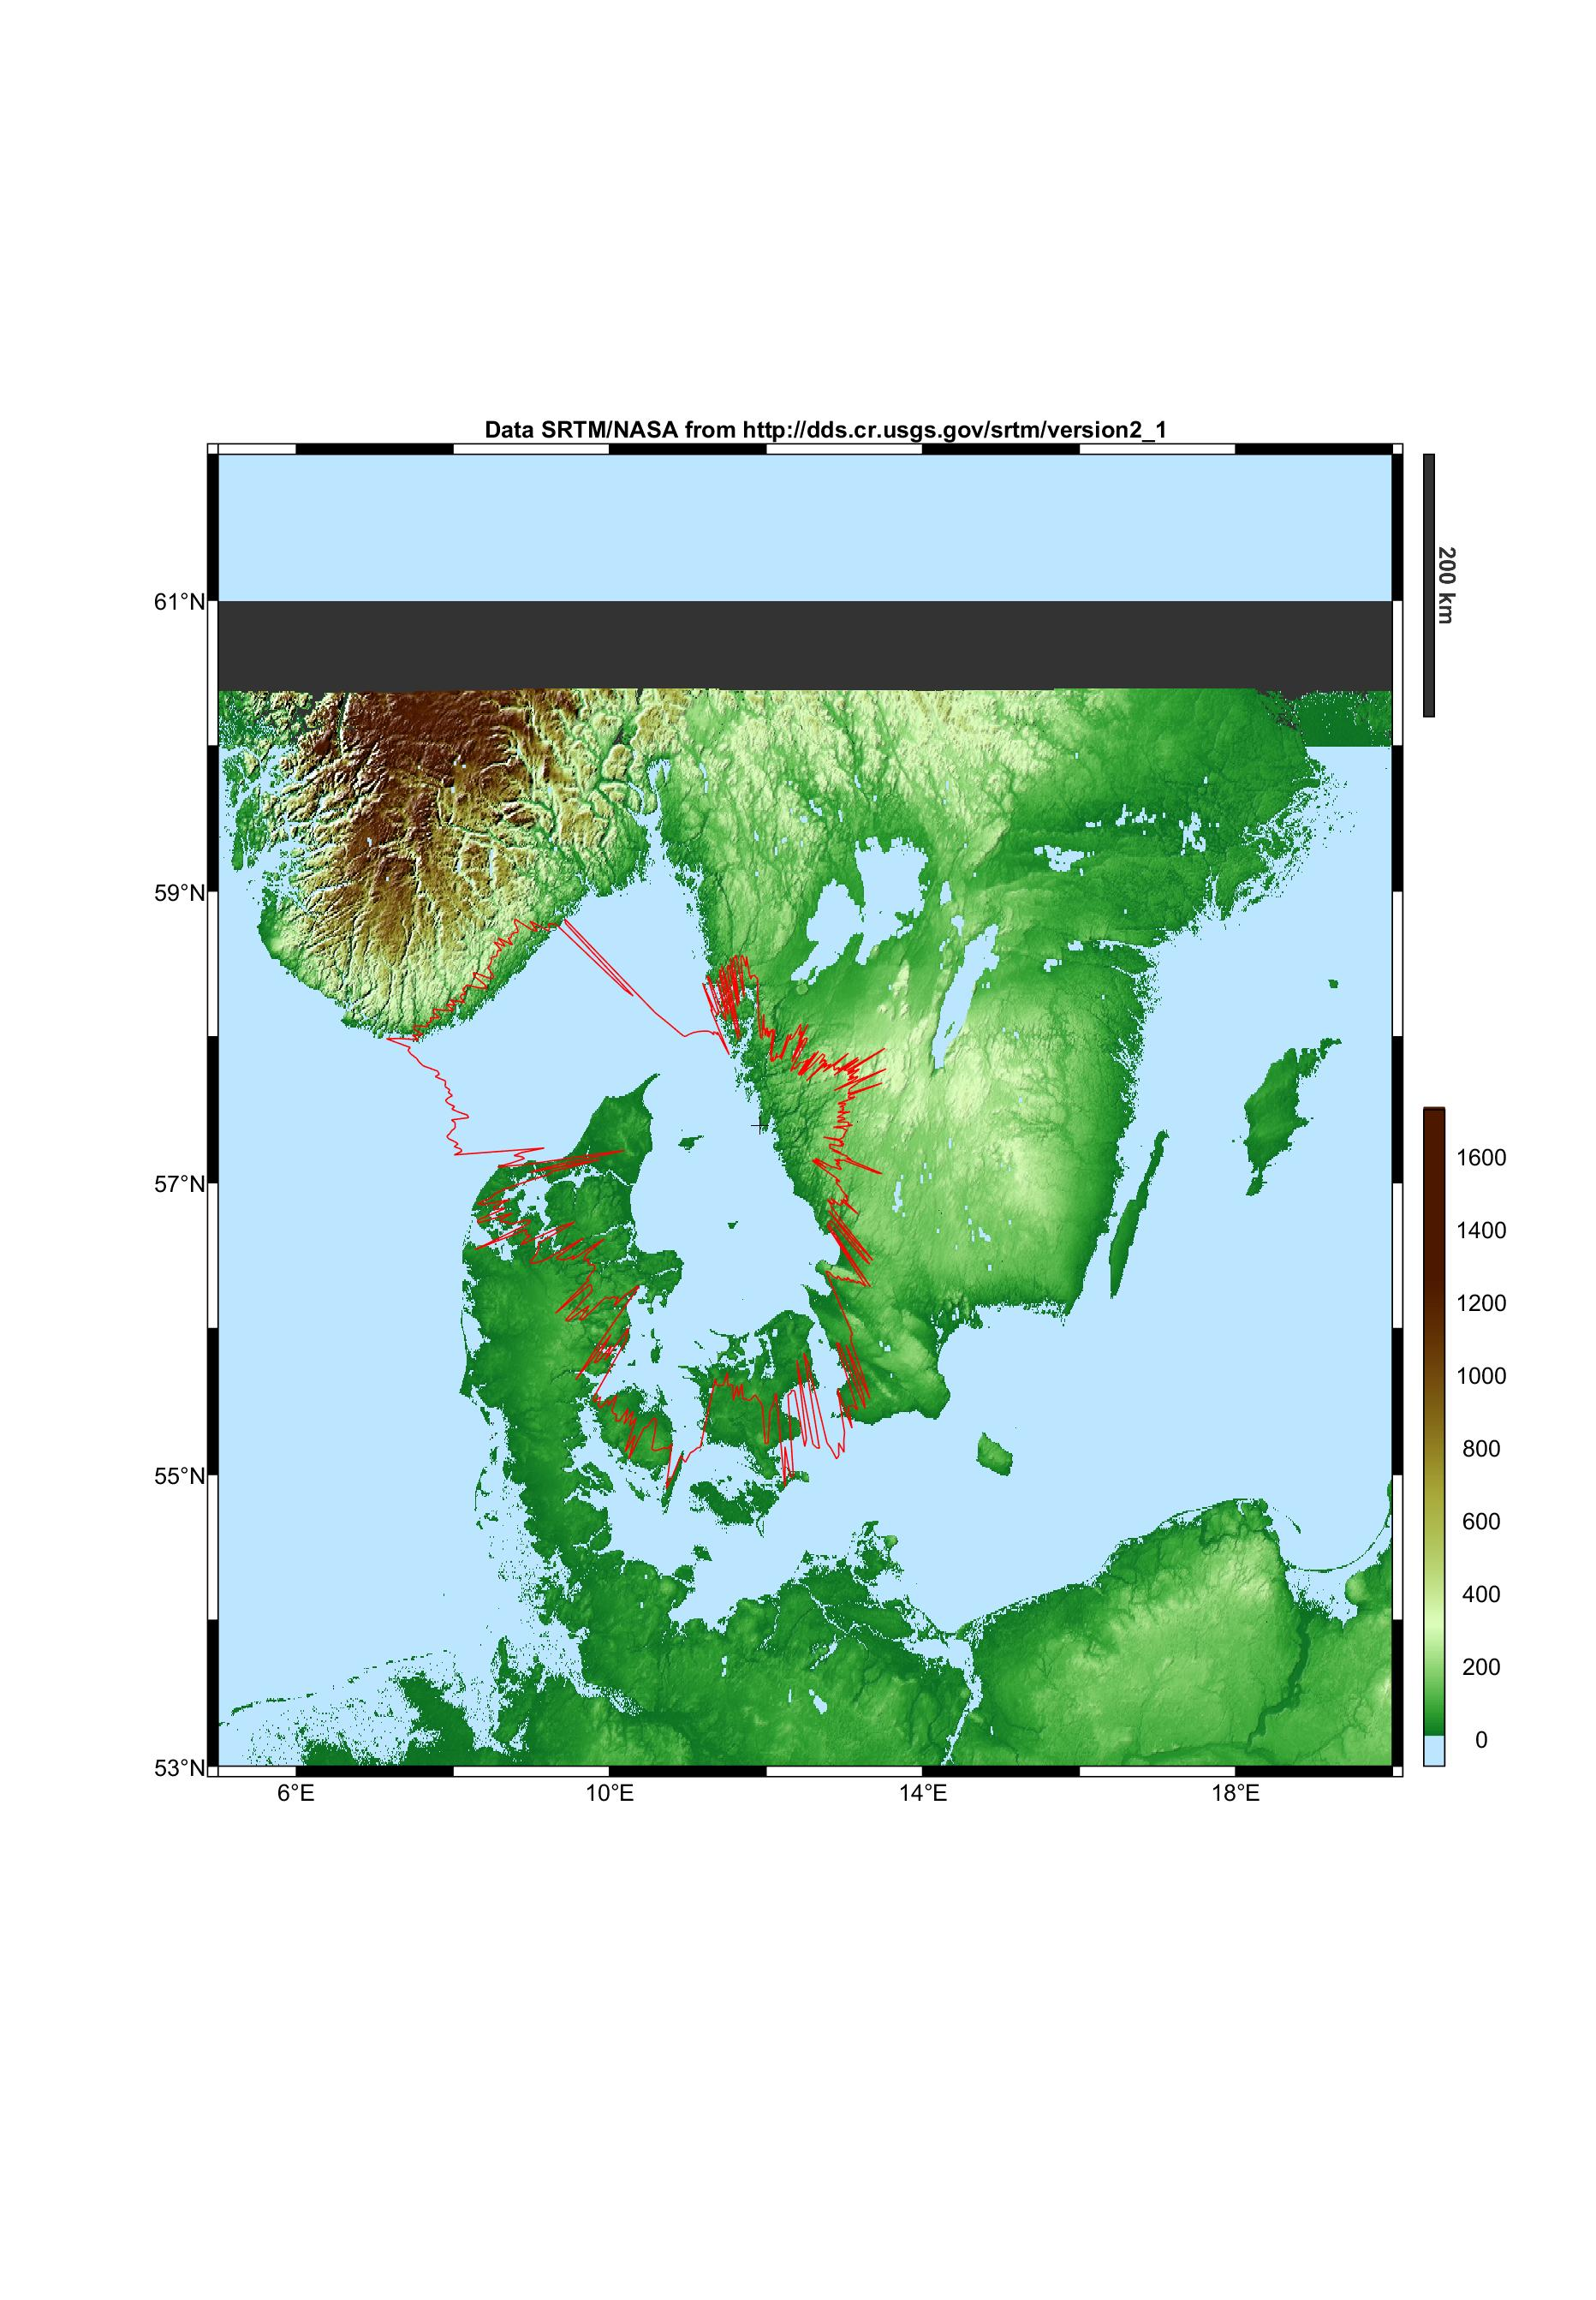 Data SRTM/NASA from http://dds.cr.usgs.gov/srtm/version2_1
200 km
61°N
59°N
57°N
55°N
53°N
6°E
10°E
14°E
18°E
1600
1400
1200
1000
800
600
400
200
0